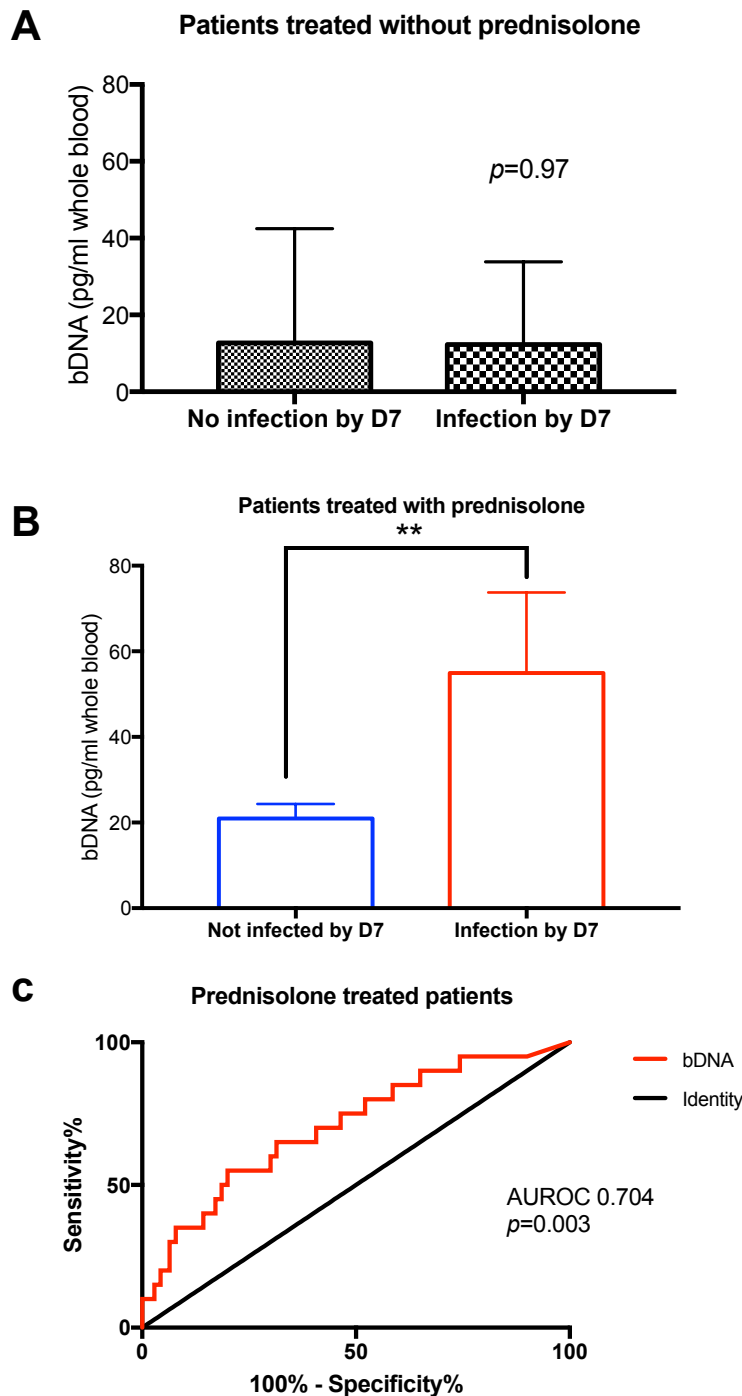 A
Patients treated without prednisolone
bDNA (pg/ml whole blood)
80
60
40
20
0
p=0.97
No infection by D7
Infection by D7
B
Patients treated with prednisolone
**
bDNA (pg/ml whole blood)
80
60
40
20
0
Not infected by D7
Infection by D7
c
Prednisolone treated patients
Sensitivity%
100
50
0
bDNA
Identity
AUROC 0.704
p=0.003
0
50
100
100% - Specificity%